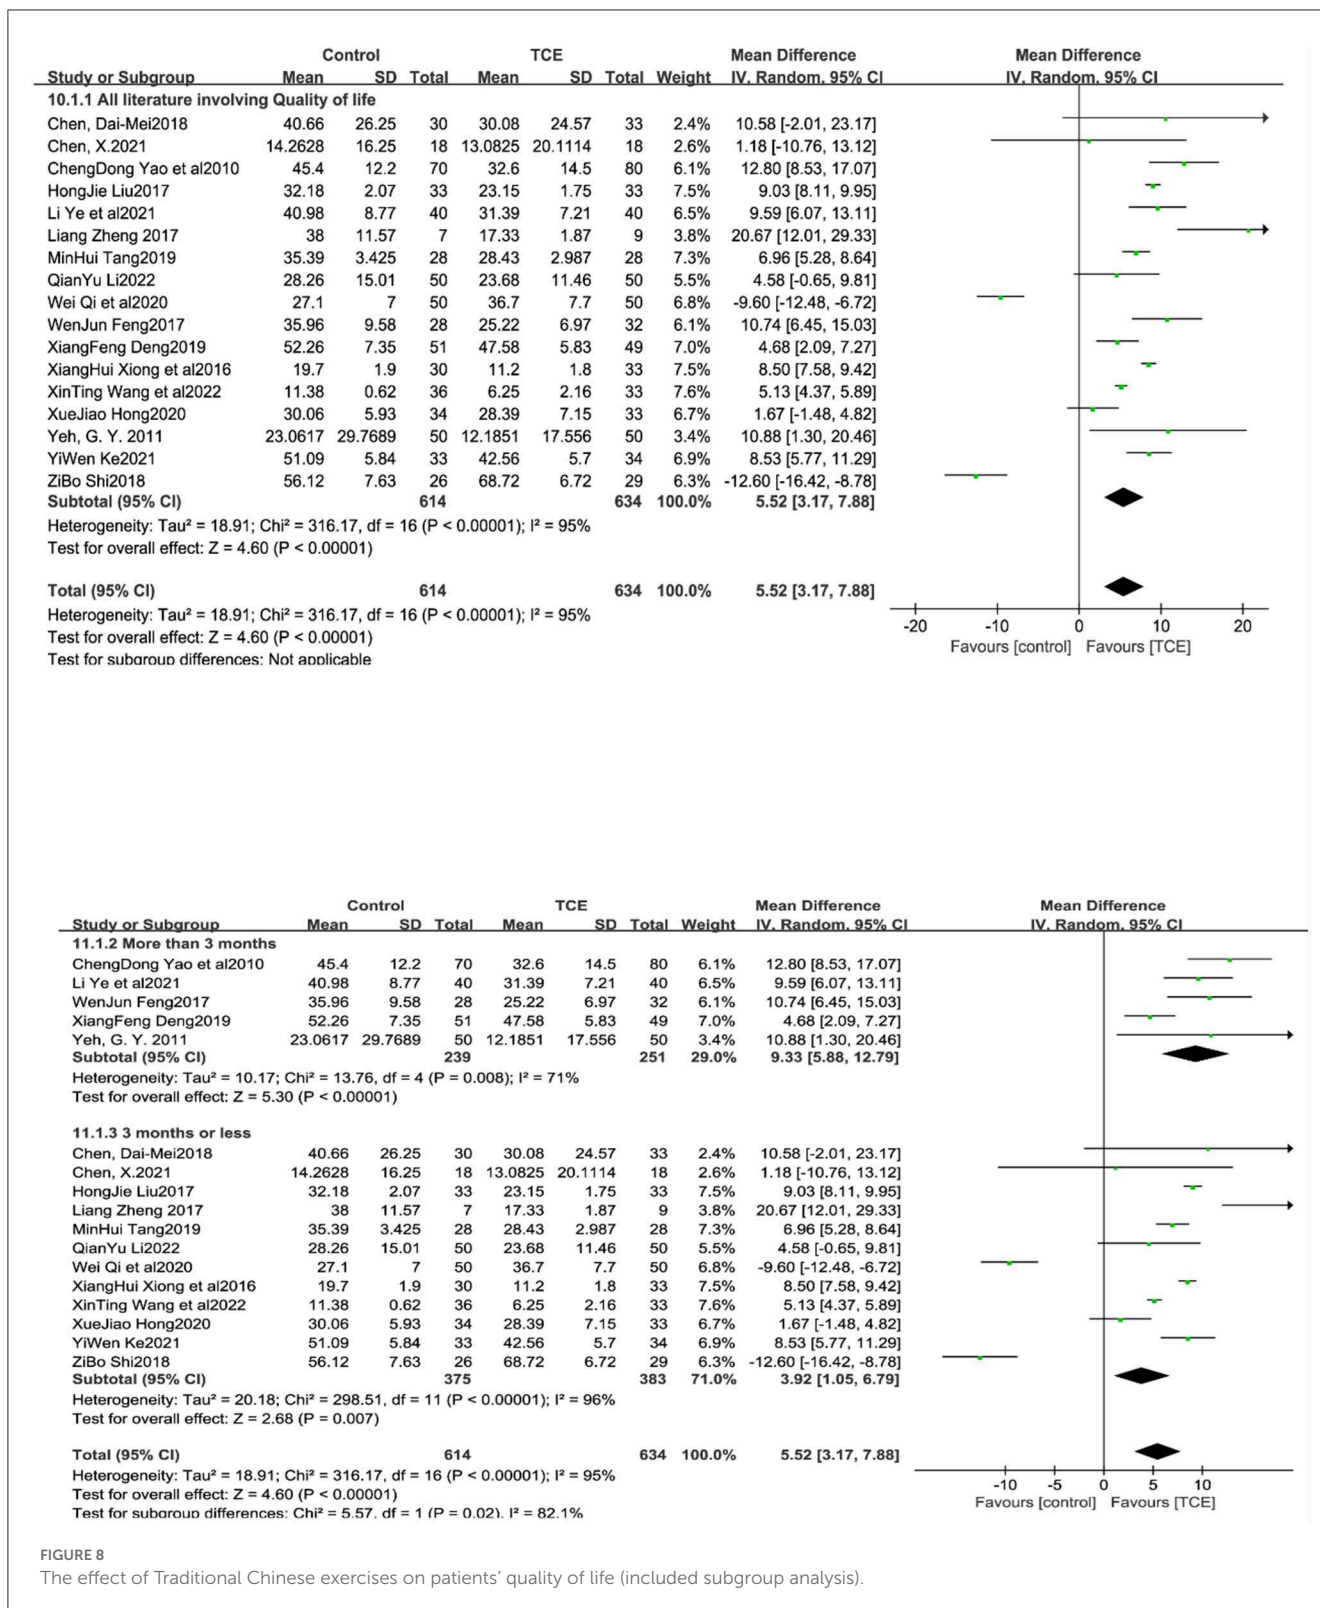 Control TCE Mean Difference Mean Difference
Study or Subgroup Mean SD Total Mean SD Total Weight IV, Random, 95% CI IV, Random, 95% CI
10.1.1 All literature involving Quality of life
Chen, Dai-Mei2018 40.66 26.25 30 30.08 24.57 33 2.4% 10.58 [-2.01, 23.17]
Chen, X.2021 14.2628 16.25 18 13.0825 20.1114 18 2.6% 1.18 [-10.76, 13.12]
ChengDong Yao et al2010 45.4 12.2 70 32.6 14.5 80 6.1% 12.80 [8.53, 17.07]
HongJie Liu2017 32.18 2.07 33 23.15 1.75 33 7.5% 9.03 [8.11, 9.95]
Li Ye et al2021 40.98 8.77 40 31.39 7.21 40 6.5% 9.59 [6.07, 13.11]
Liang Zheng 2017 38 11.57 7 17.33 1.87 9 3.8% 20.67 [12.01, 29.33]
MinHui Tang2019 35.39 3.425 28 28.43 2.987 28 7.3% 6.96 [5.28, 8.64]
QianYu Li2022 28.26 15.01 50 23.68 11.46 50 5.5% 4.58 [-0.65, 9.81]
Wei Qi et al2020 27.1 7 50 36.7 7.7 50 6.8% -9.60 [-12.48, -6.72]
WenJun Feng2017 35.96 9.58 28 25.22 6.97 32 6.1% 10.74 [6.45, 15.03]
XiangFeng Deng2019 52.26 7.35 51 47.58 5.83 49 7.0% 4.68 [2.09, 7.27]
XiangHui Xiong et al2016 19.7 1.9 30 11.2 1.8 33 7.5% 8.50 [7.58, 9.42]
XinTing Wang et al2022 11.38 0.62 36 6.25 2.16 33 7.6% 5.13 [4.37, 5.89]
XueJiao Hong2020 30.06 5.93 34 28.39 7.15 33 6.7% 1.67 [-1.48, 4.82]
Yeh, G. Y. 2011 23.0617 29.7689 50 12.1851 17.556 50 3.4% 10.88 [1.30, 20.46]
YiWen Ke2021 51.09 5.84 33 42.56 5.7 34 6.9% 8.53 [5.77, 11.29]
ZiBo Shi2018 56.12 7.63 26 68.72 6.72 29 6.3% -12.60 [-16.42, -8.78]
Subtotal (95% CI) 614 634 100.0% 5.52 [3.17, 7.88]
Heterogeneity: Tau² = 18.91; Chi² = 316.17, df = 16 (P < 0.00001); I² = 95%
Test for overall effect: Z = 4.60 (P < 0.00001)
Total (95% CI) 614 634 100.0% 5.52 [3.17, 7.88]
Heterogeneity: Tau² = 18.91; Chi² = 316.17, df = 16 (P < 0.00001); I² = 95%
Test for overall effect: Z = 4.60 (P < 0.00001)
Test for subgroup differences: Not applicable
-20 -10 0 10 20
Favours [control] Favours [TCE]
Control TCE Mean Difference Mean Difference
Study or Subgroup Mean SD Total Mean SD Total Weight IV, Random, 95% CI IV, Random, 95% CI
11.1.2 More than 3 months
ChengDong Yao et al2010 45.4 12.2 70 32.6 14.5 80 6.1% 12.80 [8.53, 17.07]
Li Ye et al2021 40.98 8.77 40 31.39 7.21 40 6.5% 9.59 [6.07, 13.11]
WenJun Feng2017 35.96 9.58 28 25.22 6.97 32 6.1% 10.74 [6.45, 15.03]
XiangFeng Deng2019 52.26 7.35 51 47.58 5.83 49 7.0% 4.68 [2.09, 7.27]
Yeh, G. Y. 2011 23.0617 29.7689 50 12.1851 17.556 50 3.4% 10.88 [1.30, 20.46]
Subtotal (95% CI) 239 251 29.0% 9.33 [5.88, 12.79]
Heterogeneity: Tau² = 10.17; Chi² = 13.76, df = 4 (P = 0.008); I² = 71%
Test for overall effect: Z = 5.30 (P < 0.00001)
11.1.3 3 months or less
Chen, Dai-Mei2018 40.66 26.25 30 30.08 24.57 33 2.4% 10.58 [-2.01, 23.17]
Chen, X.2021 14.2628 16.25 18 13.0825 20.1114 18 2.6% 1.18 [-10.76, 13.12]
HongJie Liu2017 32.18 2.07 33 23.15 1.75 33 7.5% 9.03 [8.11, 9.95]
Liang Zheng 2017 38 11.57 7 17.33 1.87 9 3.8% 20.67 [12.01, 29.33]
MinHui Tang2019 35.39 3.425 28 28.43 2.987 28 7.3% 6.96 [5.28, 8.64]
QianYu Li2022 28.26 15.01 50 23.68 11.46 50 5.5% 4.58 [-0.65, 9.81]
Wei Qi et al2020 27.1 7 50 36.7 7.7 50 6.8% -9.60 [-12.48, -6.72]
XiangHui Xiong et al2016 19.7 1.9 30 11.2 1.8 33 7.5% 8.50 [7.58, 9.42]
XinTing Wang et al2022 11.38 0.62 36 6.25 2.16 33 7.6% 5.13 [4.37, 5.89]
XueJiao Hong2020 30.06 5.93 34 28.39 7.15 33 6.7% 1.67 [-1.48, 4.82]
YiWen Ke2021 51.09 5.84 33 42.56 5.7 34 6.9% 8.53 [5.77, 11.29]
ZiBo Shi2018 56.12 7.63 26 68.72 6.72 29 6.3% -12.60 [-16.42, -8.78]
Subtotal (95% CI) 375 383 71.0% 3.92 [1.05, 6.79]
Heterogeneity: Tau² = 20.18; Chi² = 298.51, df = 11 (P < 0.00001); I² = 96%
Test for overall effect: Z = 2.68 (P = 0.007)
Total (95% CI) 614 634 100.0% 5.52 [3.17, 7.88]
Heterogeneity: Tau² = 18.91; Chi² = 316.17, df = 16 (P < 0.00001); I² = 95%
Test for overall effect: Z = 4.60 (P < 0.00001)
Test for subgroup differences: Chi² = 5.57, df = 1 (P = 0.02), I² = 82.1%
-10 -5 0 5 10
Favours [control] Favours [TCE]
FIGURE 8
The effect of Traditional Chinese exercises on patients' quality of life (included subgroup analysis).